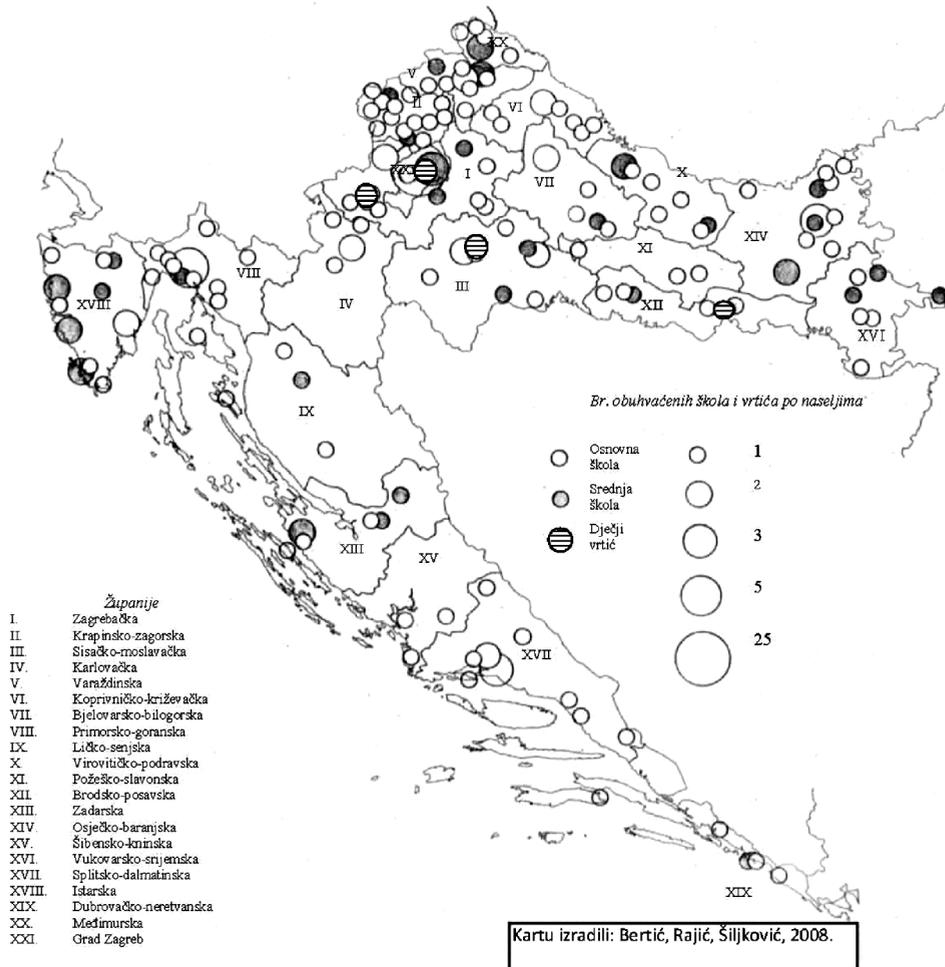 XX
V
II
VI
XXI
I
VII
X
XIV
XI
VIII
III
XVIII
IV
XII
XVI
IX
Br. obuhvaćenih škola i vrtića po naseljima
Osnovna škola
1
Srednja škola
2
Dječji vrtić
3
5
25
XIII
XV
XVII
XIX
Županije
I. Zagrebačka
II. Krapinsko-zagorska
III. Sisačko-moslavačka
IV. Karlovačka
V. Varaždinska
VI. Koprivničko-križevačka
VII. Bjelovarsko-bilogorska
VIII. Primorsko-goranska
IX. Ličko-senjska
X. Virovitičko-podravska
XI. Požeško-slavonska
XII. Brodsko-posavska
XIII. Zadarska
XIV. Osječko-baranjska
XV. Šibensko-kninska
XVI. Vukovarsko-srijemska
XVII. Splitsko-dalmatinska
XVIII. Istarska
XIX. Dubrovačko-neretvanska
XX. Međimurska
XXI. Grad Zagreb
Kartu izradili: Bertić, Rajić, Šiljković, 2008.